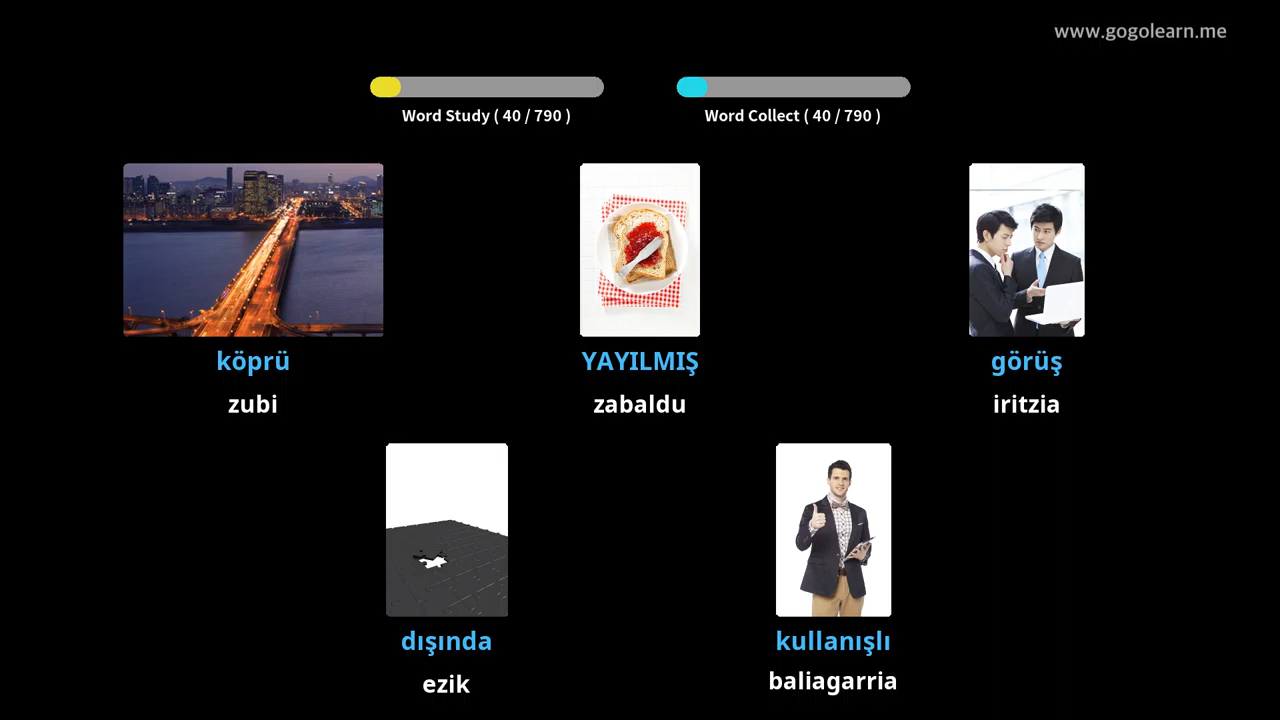 www.gogolearn.me
Word Study ( 40 / 790 )
Word Collect ( 40 / 790 )
köprü
YAYILMIŞ
görüş
zubi
zabaldu
iritzia
dışında
kullanışlı
ezik
baliagarria